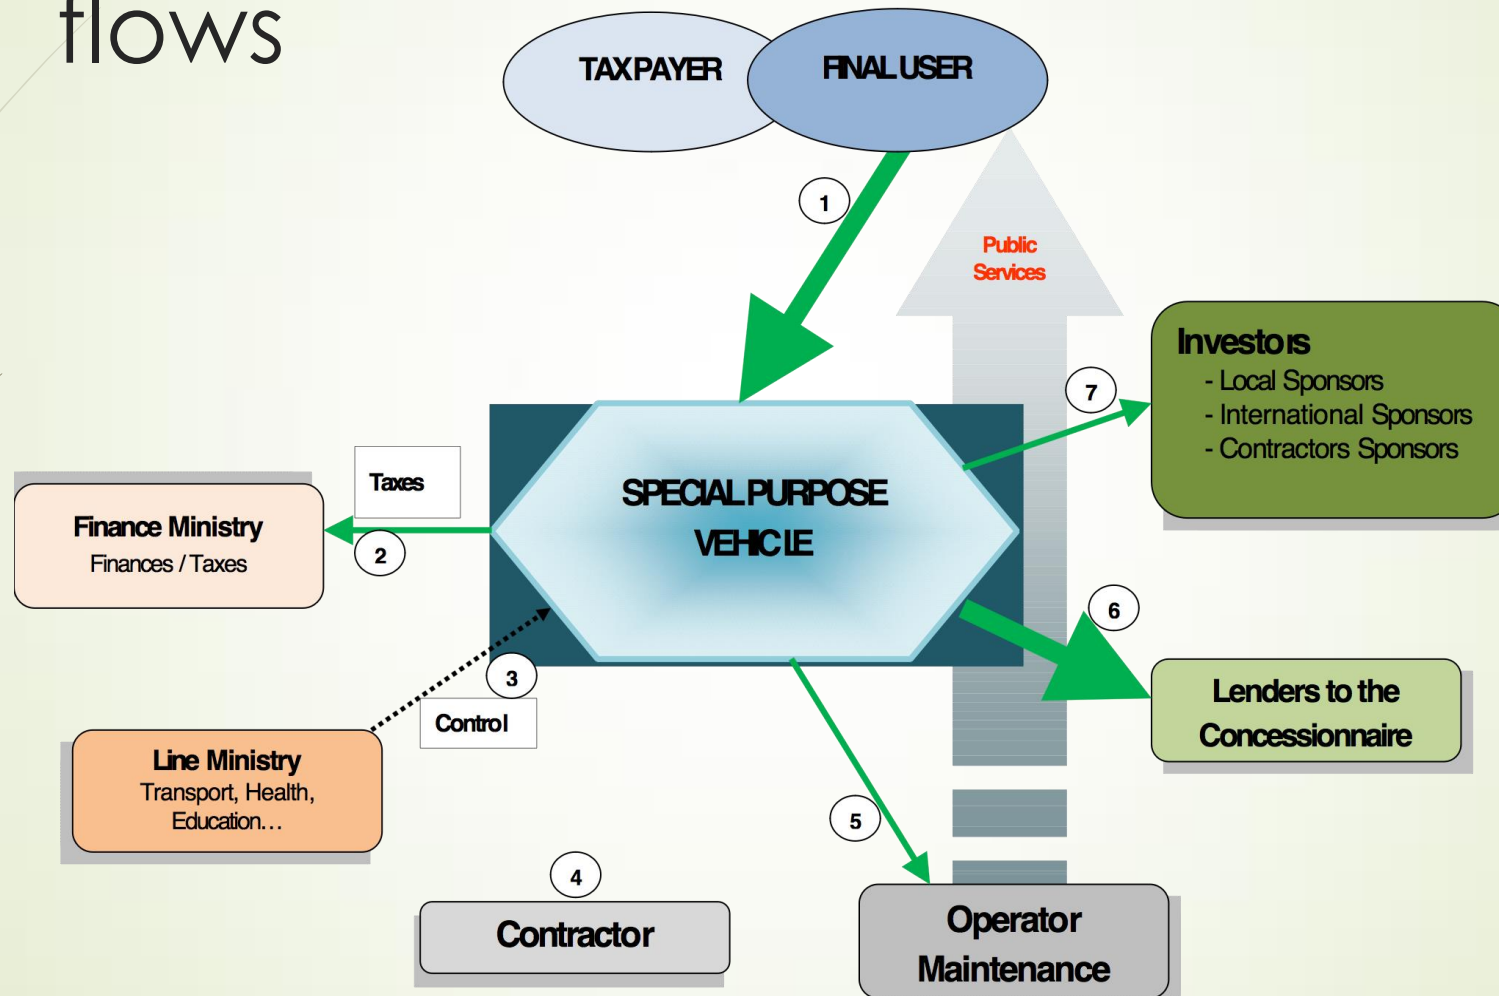 flows
TAXPAYER
FINAL USER
1
Public
Services
Investors
- Local Sponsors
- International Sponsors
- Contractors Sponsors
7
Taxes
SPECIAL PURPOSE
VEHICLE
Finance Ministry
Finances / Taxes
2
6
3
Control
Lenders to the
Concessionnaire
Line Ministry
Transport, Health,
Education…
5
4
Contractor
Operator
Maintenance